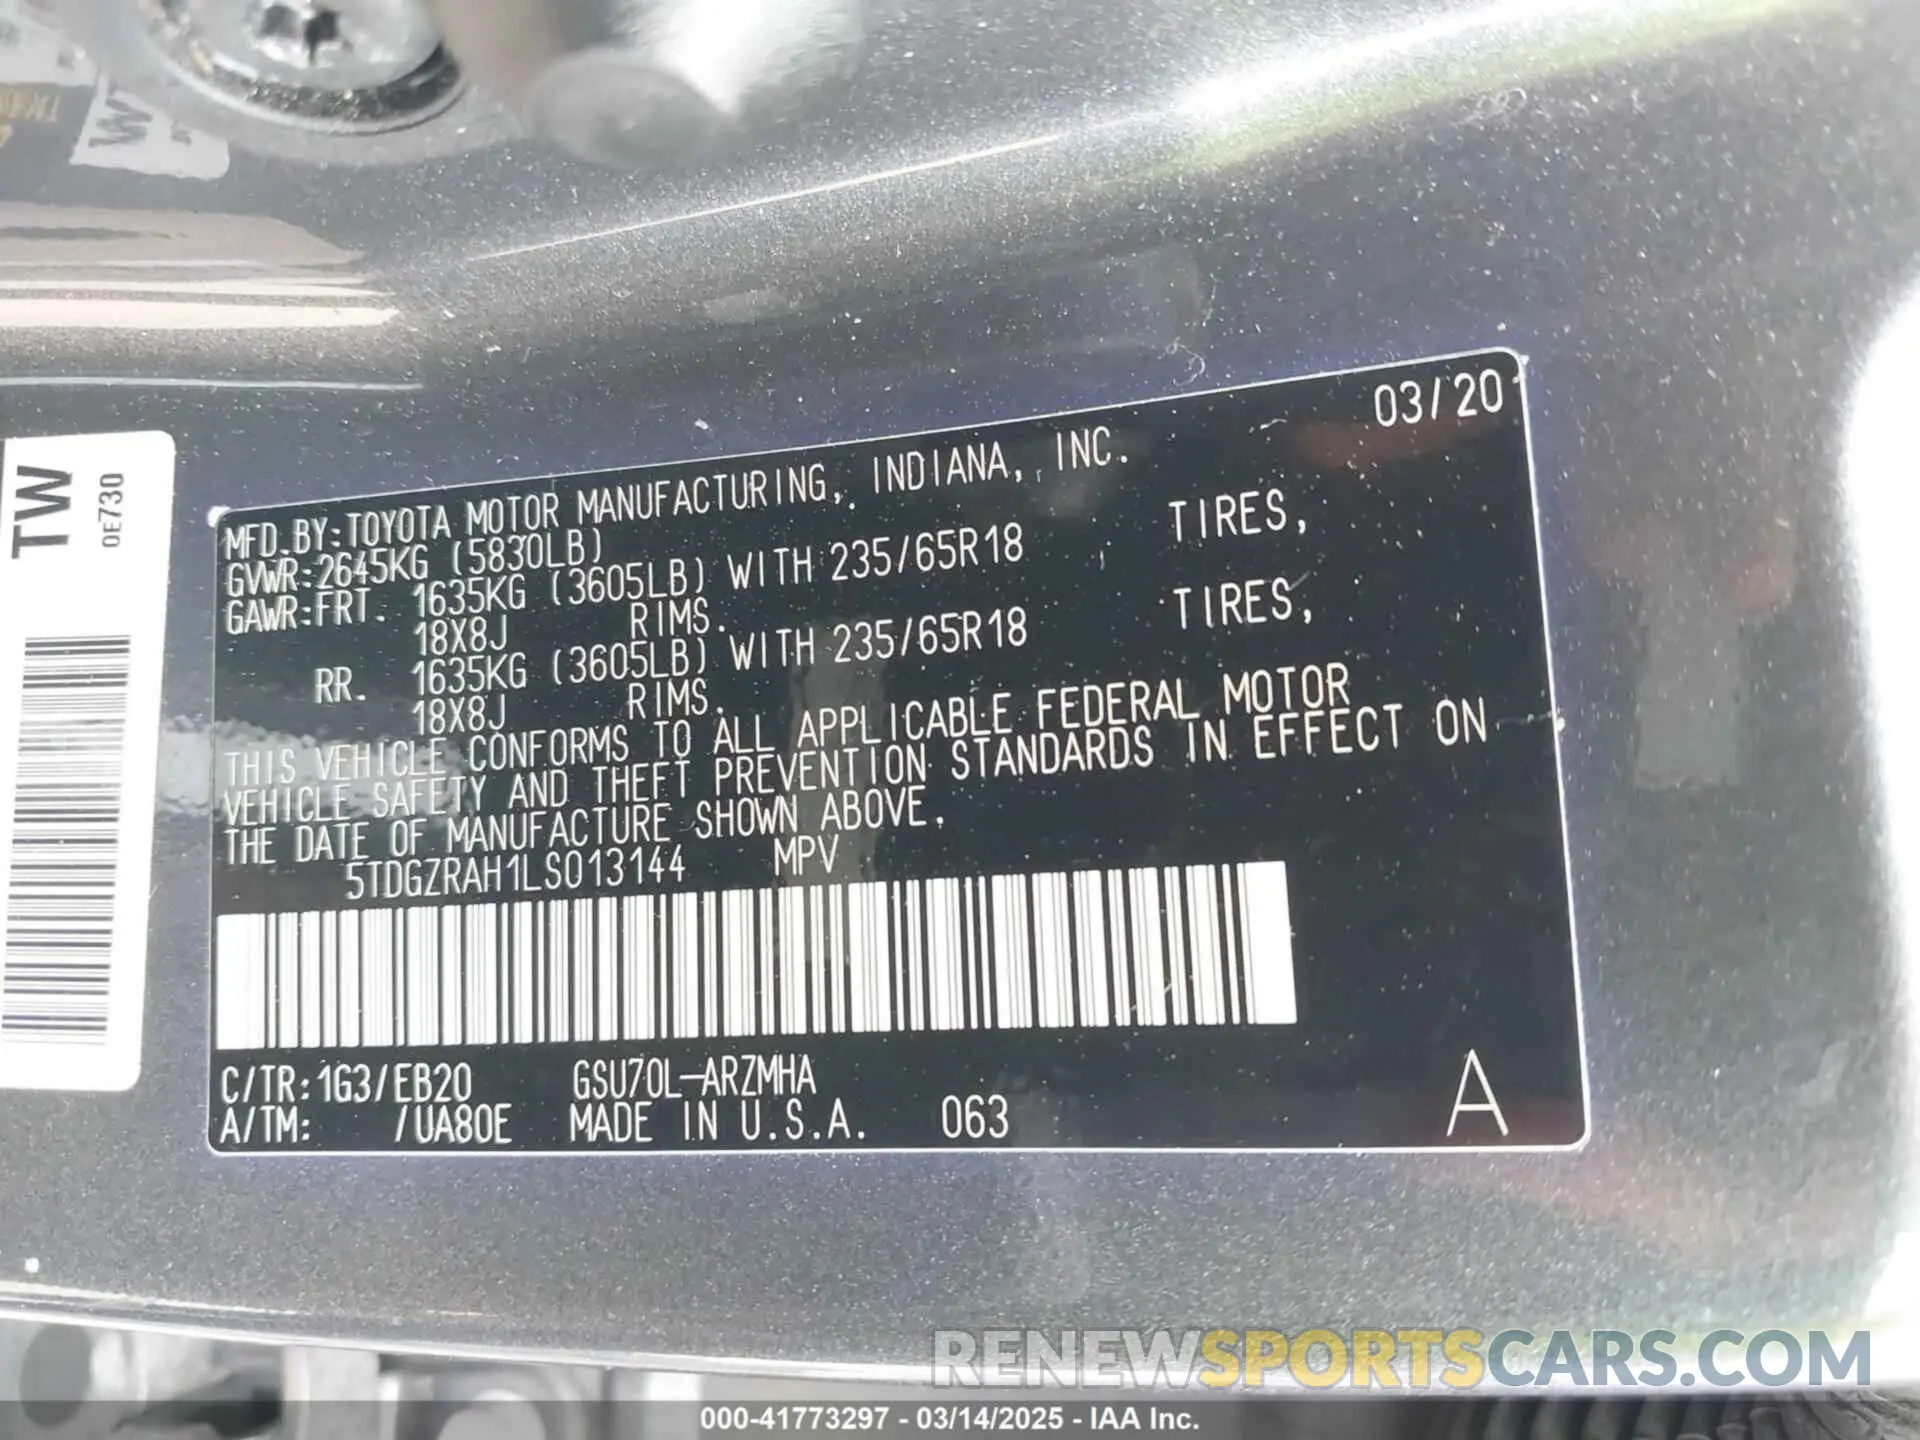 03/20
MFD.BY:TOYOTA MOTOR MANUFACTURING, INDIANA, INC.
GVWR:2645KG (5830LB)
GAWR:FRT. 1635KG (3605LB) WITH 235/65R18 TIRES,
18X8J RIMS.
RR. 1635KG (3605LB) WITH 235/65R18 TIRES,
18X8J RIMS.
THIS VEHICLE CONFORMS TO ALL APPLICABLE FEDERAL MOTOR
VEHICLE SAFETY AND THEFT PREVENTION STANDARDS IN EFFECT ON
THE DATE OF MANUFACTURE SHOWN ABOVE.
5TDGZRAH1LS013144 MPV
C/TR:1G3/EB20 GSU70L-ARZMHA
A/TM: /UA80E MADE IN U.S.A. 063
A
TW
0E730
W
RENEWSPORTSCARS.COM
000-41773297 - 03/14/2025 - IAA Inc.